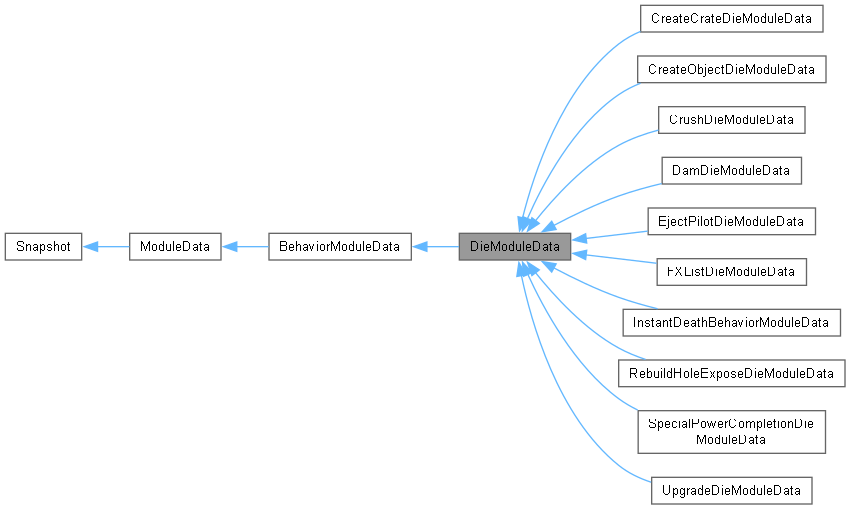 CreateCrateDieModuleData
CreateObjectDieModuleData
CrushDieModuleData
DamDieModuleData
EjectPilotDieModuleData
Snapshot
ModuleData
BehaviorModuleData
DieModuleData
FXListDieModuleData
InstantDeathBehaviorModuleData
RebuildHoleExposeDieModuleData
SpecialPowerCompletionDie
ModuleData
UpgradeDieModuleData